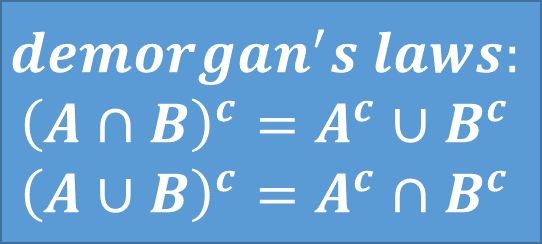 demorgan's laws:
(A ∩ B)ᶜ = Aᶜ ∪ Bᶜ
(A ∪ B)ᶜ = Aᶜ ∩ Bᶜ